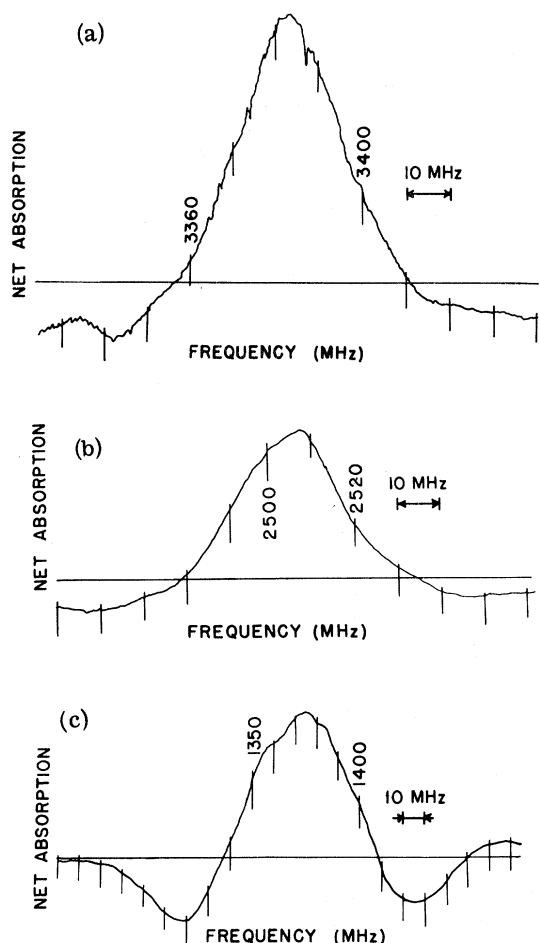 (a)
NET ABSORPTION
3360
3400
10 MHz
FREQUENCY (MHz)
(b)
NET ABSORPTION
2500
2520
10 MHz
FREQUENCY (MHz)
(c)
NET ABSORPTION
1350
1400
10 MHz
FREQUENCY (MHz)